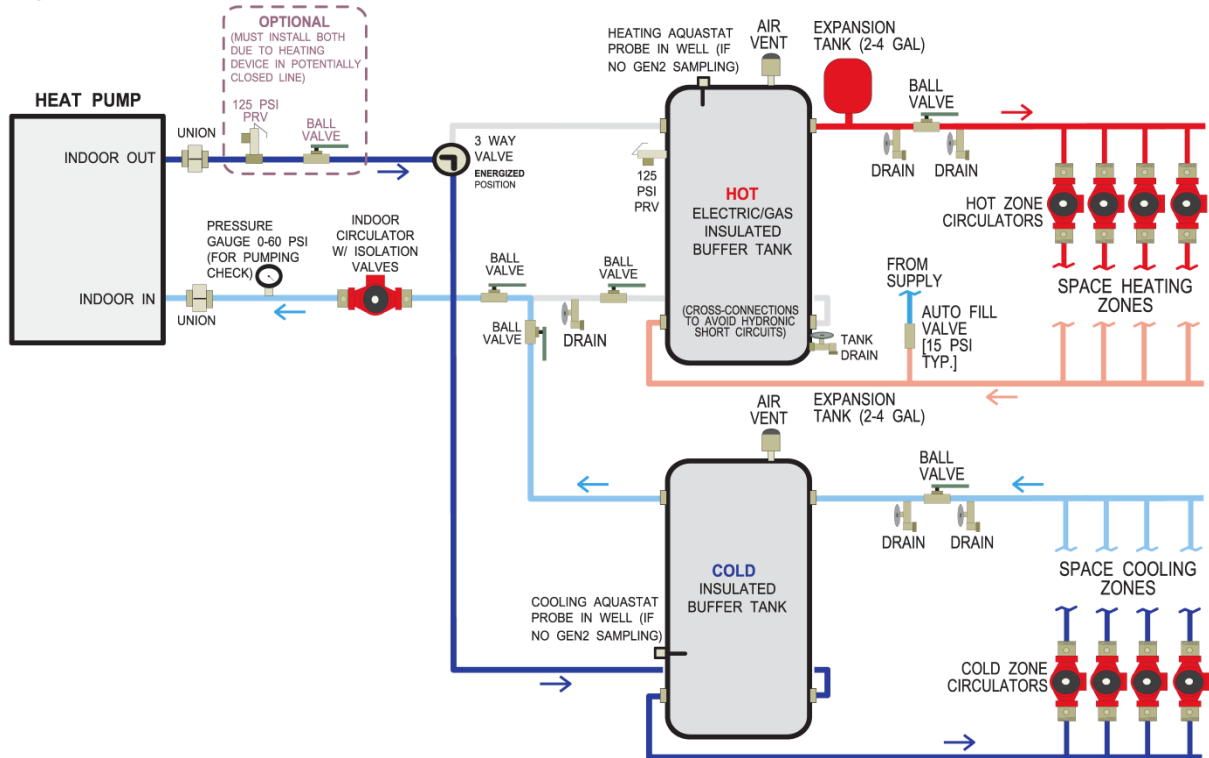 OPTIONAL
(MUST INSTALL BOTH
DUE TO HEATING
DEVICE IN POTENTIALLY
CLOSED LINE)
125 PSI
PRV
BALL
VALVE
HEAT PUMP
UNION
INDOOR OUT
3 WAY
VALVE
ENERGIZED
POSITION
PRESSURE
GAUGE 0-60 PSI
(FOR PUMPING
CHECK)
INDOOR
CIRCULATOR
W/ ISOLATION
VALVES
INDOOR IN
UNION
BALL
VALVE
BALL
VALVE
BALL
VALVE
DRAIN
HEATING AQUASTAT
PROBE IN WELL (IF
NO GEN2 SAMPLING)
AIR
VENT
EXPANSION
TANK (2-4 GAL)
BALL
VALVE
DRAIN
DRAIN
125
PSI
PRV
HOT
ELECTRIC/GAS
INSULATED
BUFFER TANK
(CROSS-CONNECTIONS
TO AVOID HYDRONIC
SHORT CIRCUITS)
TANK
DRAIN
HOT ZONE
CIRCULATORS
FROM
SUPPLY
AUTO FILL
VALVE
[15 PSI
TYP.]
SPACE HEATING
ZONES
AIR
VENT
EXPANSION
TANK (2-4 GAL)
BALL
VALVE
DRAIN
DRAIN
COLD
INSULATED
BUFFER TANK
COOLING AQUASTAT
PROBE IN WELL (IF
NO GEN2 SAMPLING)
SPACE COOLING
ZONES
COLD ZONE
CIRCULATORS